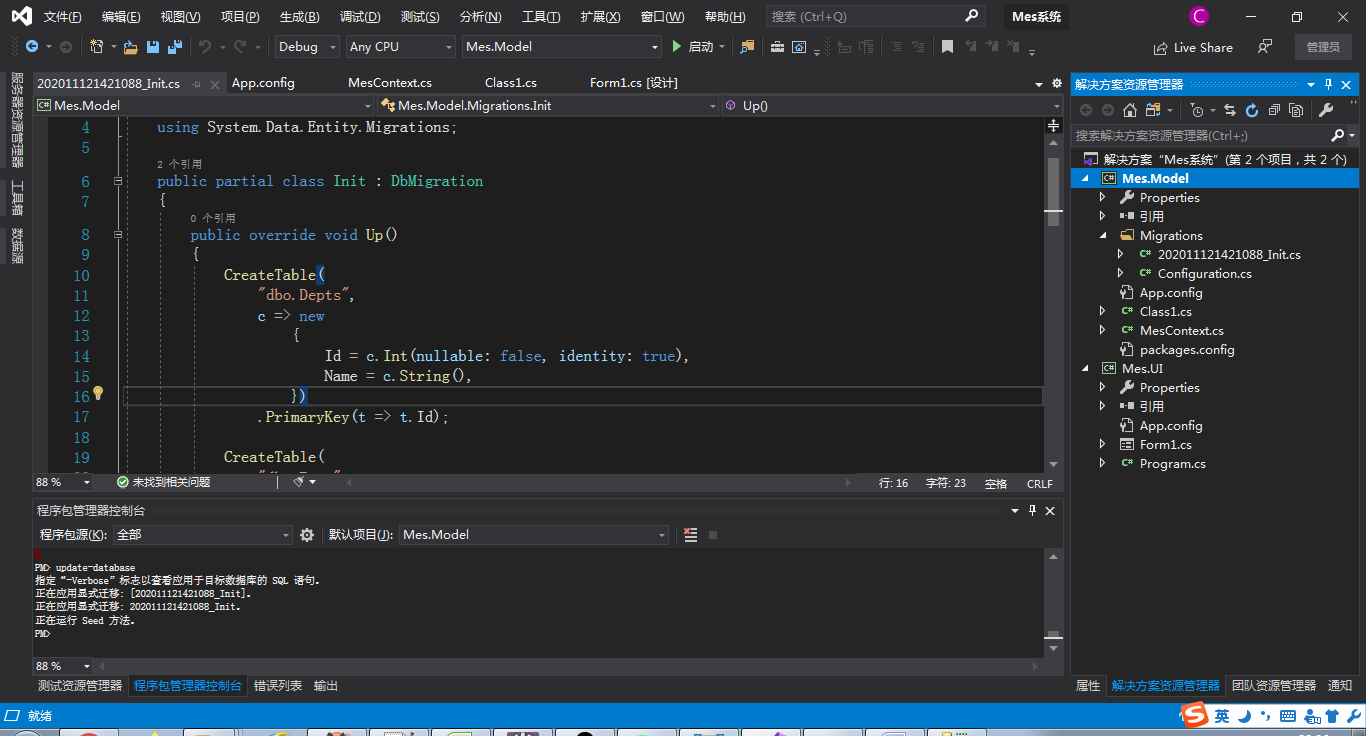 文件(F) 编辑(E) 视图(V) 项目(P) 生成(B) 调试(D) 测试(S) 分析(N) 工具(T) 扩展(X) 窗口(W) 帮助(H) 搜索 (Ctrl+Q) Mes系统 C
Debug Any CPU Mes.Model 启动 Live Share 管理员
服务器资源管理器
工具箱
数据源
202011121421088_Init.cs App.config MesContext.cs Class1.cs Form1.cs [设计]
Mes.Model Mes.Model.Migrations.Init Up()
4 using System.Data.Entity.Migrations;
5
2 个引用
6 public partial class Init : DbMigration
7 {
0 个引用
8 public override void Up()
9 {
10 CreateTable(
11 "dbo.Depts",
12 c => new
13 {
14 Id = c.Int(nullable: false, identity: true),
15 Name = c.String(),
16 })
17 .PrimaryKey(t => t.Id);
18
19 CreateTable(
88 % 未找到相关问题 行: 16 字符: 23 空格 CRLF
程序包管理器控制台
程序包源(K): 全部 默认项目(J): Mes.Model
PM> update-database
指定“-Verbose”标志以查看应用于目标数据库的 SQL 语句。
正在应用显式迁移: [202011121421088_Init]。
正在应用显式迁移: 202011121421088_Init。
正在运行 Seed 方法。
PM>
88 %
测试资源管理器 程序包管理器控制台 错误列表 输出
解决方案资源管理器
搜索解决方案资源管理器(Ctrl+;)
解决方案“Mes系统”(第 2 个项目，共 2 个)
C# Mes.Model
Properties
引用
Migrations
C# 202011121421088_Init.cs
C# Configuration.cs
App.config
C# Class1.cs
C# MesContext.cs
packages.config
C# Mes.UI
Properties
引用
App.config
Form1.cs
C# Program.cs
属性 解决方案资源管理器 团队资源管理器 通知
就绪
S 英